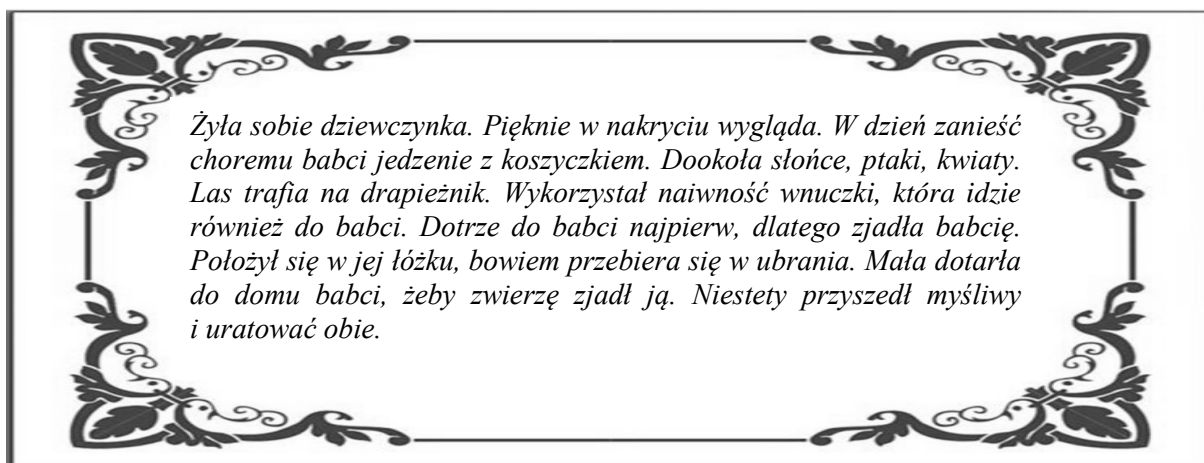 Żyła sobie dziewczynka. Pięknie w nakryciu wygląda. W dzień zanieść
choremu babci jedzenie z koszyczkiem. Dookoła słońce, ptaki, kwiaty.
Las trafia na drapieżnik. Wykorzystał naiwność wnuczki, która idzie
również do babci. Dotrze do babci najpierw, dlatego zjadła babcię.
Położył się w jej łóżku, bowiem przebiera się w ubrania. Mała dotarła
do domu babci, żeby zwierzę zjadł ją. Niestety przyszedł myśliwy
i uratować obie.